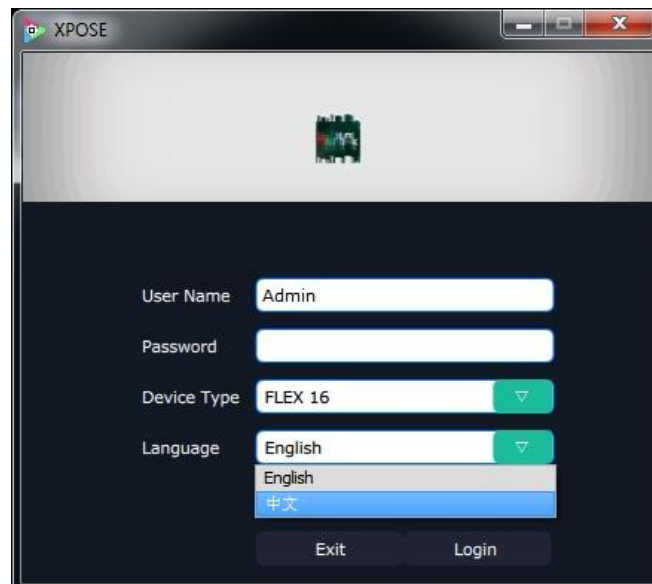 XPOSE
User Name Admin
Password
Device Type FLEX 16
Language English
English
中文
Exit Login